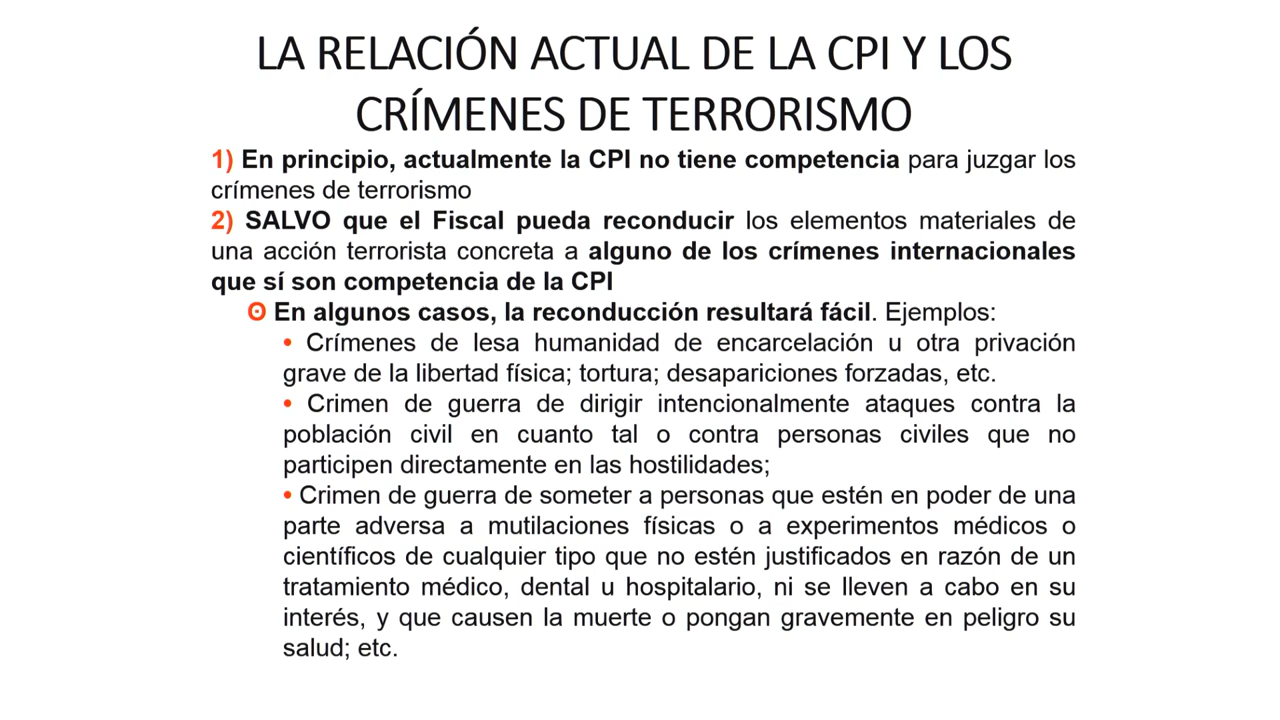 LA RELACIÓN ACTUAL DE LA CPI Y LOS
CRÍMENES DE TERRORISMO
1) En principio, actualmente la CPI no tiene competencia para juzgar los
crímenes de terrorismo
2) SALVO que el Fiscal pueda reconducir los elementos materiales de
una acción terrorista concreta a alguno de los crímenes internacionales
que sí son competencia de la CPI
ʘ En algunos casos, la reconducción resultará fácil. Ejemplos:
• Crímenes de lesa humanidad de encarcelación u otra privación
grave de la libertad física; tortura; desapariciones forzadas, etc.
• Crimen de guerra de dirigir intencionalmente ataques contra la
población civil en cuanto tal o contra personas civiles que no
participen directamente en las hostilidades;
• Crimen de guerra de someter a personas que estén en poder de una
parte adversa a mutilaciones físicas o a experimentos médicos o
científicos de cualquier tipo que no estén justificados en razón de un
tratamiento médico, dental u hospitalario, ni se lleven a cabo en su
interés, y que causen la muerte o pongan gravemente en peligro su
salud; etc.